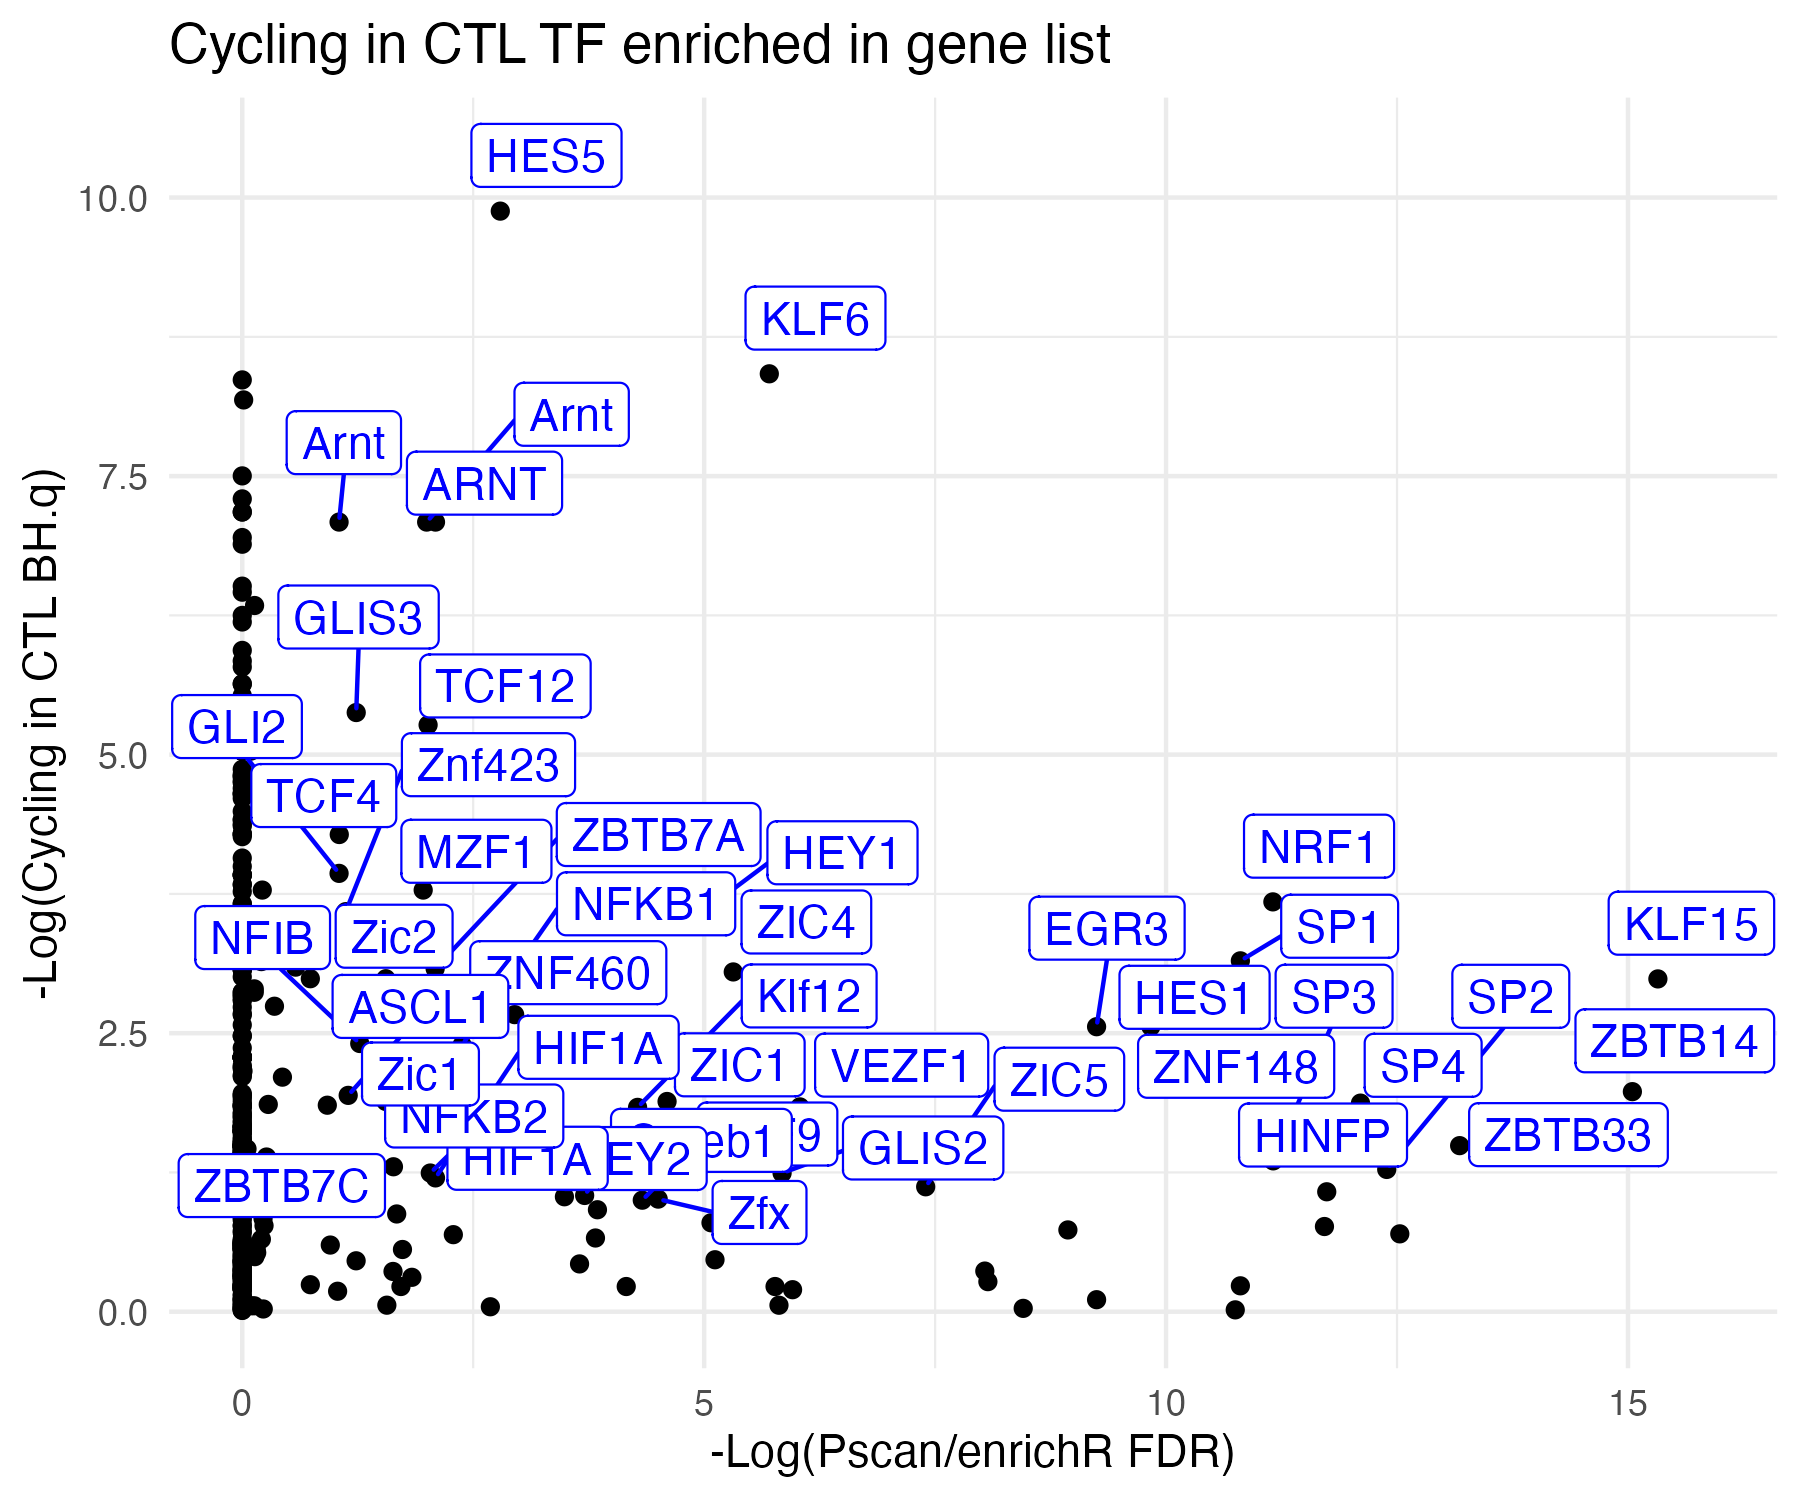 Cycling in CTL TF enriched in gene list
HES5
10.0
KLF6
Arnt
Arnt
7.5
ARNT
GLIS3
TCF12
GLI2
5.0
Znf423
TCF4
ZBTB7A
MZF1
HEY1
NRF1
NFKB1
ZIC4
EGR3
SP1
KLF15
NFIB
Zic2
ZNF460
Klf12
HES1
SP3
SP2
ASCL1
2.5
HIF1A
ZIC1
VEZF1
ZIC5
ZNF148
SP4
ZBTB14
Zic1
NFKB2
HIF1A
EY2
eb1
9
GLIS2
HINFP
ZBTB33
ZBTB7C
Zfx
0.0
0
5
10
15
-Log(Pscan/enrichR FDR)
-Log(Cycling in CTL BH.q)